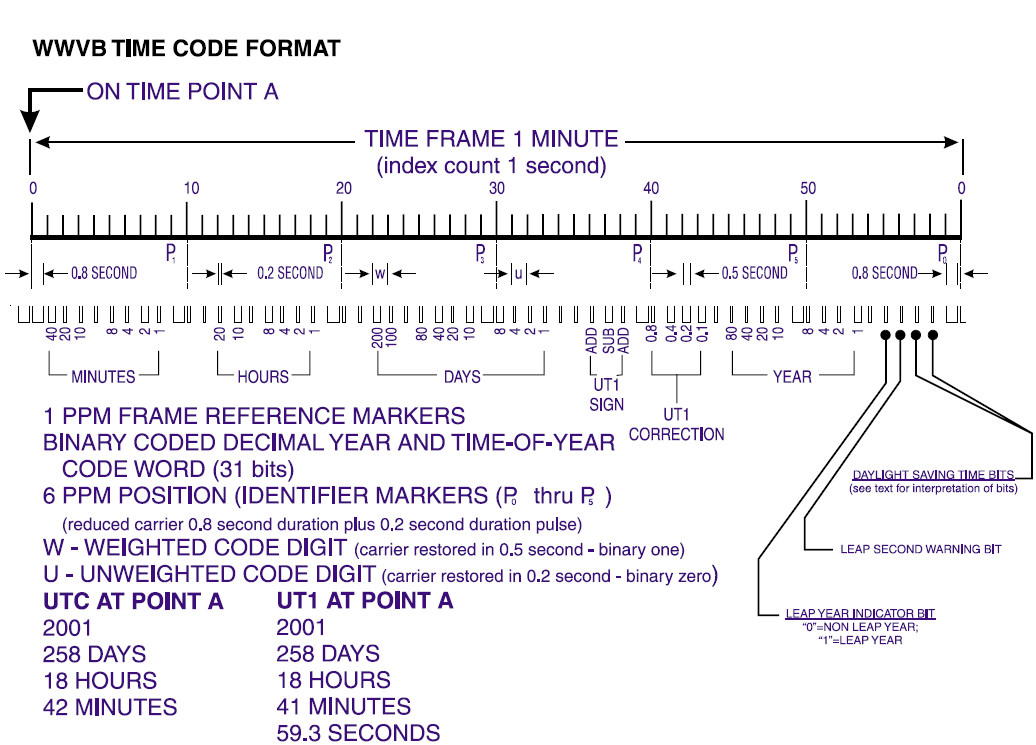 WWVB TIME CODE FORMAT
ON TIME POINT A
TIME FRAME 1 MINUTE
(index count 1 second)
0 10 20 30 40 50 0
P1 P2 P3 P4 P5 P0
0.8 SECOND 0.2 SECOND w u 0.5 SECOND 0.8 SECOND
40 20 10 8 4 2 1 20 10 8 4 2 1 200 100 80 40 20 10 8 4 2 1 ADD SUB ADD 0.8 0.4 0.2 0.1 80 40 20 10 8 4 2 1
MINUTES HOURS DAYS UT1 SIGN UT1 CORRECTION YEAR
1 PPM FRAME REFERENCE MARKERS
BINARY CODED DECIMAL YEAR AND TIME-OF-YEAR
CODE WORD (31 bits)
6 PPM POSITION (IDENTIFIER MARKERS (P0 thru P5 )
(reduced carrier 0.8 second duration plus 0.2 second duration pulse)
W - WEIGHTED CODE DIGIT (carrier restored in 0.5 second - binary one)
U - UNWEIGHTED CODE DIGIT (carrier restored in 0.2 second - binary zero)
UTC AT POINT A
2001
258 DAYS
18 HOURS
42 MINUTES
UT1 AT POINT A
2001
258 DAYS
18 HOURS
41 MINUTES
59.3 SECONDS
DAYLIGHT SAVING TIME BITS
(see text for interpretation of bits)
LEAP SECOND WARNING BIT
LEAP YEAR INDICATOR BIT
"0"=NON LEAP YEAR;
"1"=LEAP YEAR